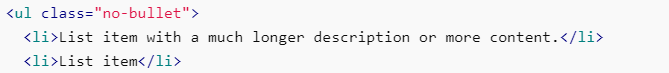 <ul class="no-bullet">
  <li>List item with a much longer description or more content.</li>
  <li>List item</li>